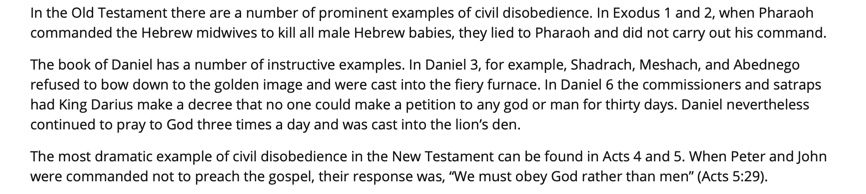 In the Old Testament there are a number of prominent examples of civil disobedience. In Exodus 1 and 2, when Pharaoh
commanded the Hebrew midwives to kill all male Hebrew babies, they lied to Pharaoh and did not carry out his command.
The book of Daniel has a number of instructive examples. In Daniel 3, for example, Shadrach, Meshach, and Abednego
refused to bow down to the golden image and were cast into the fiery furnace. In Daniel 6 the commissioners and satraps
had King Darius make a decree that no one could make a petition to any god or man for thirty days. Daniel nevertheless
continued to pray to God three times a day and was cast into the lion’s den.
The most dramatic example of civil disobedience in the New Testament can be found in Acts 4 and 5. When Peter and John
were commanded not to preach the gospel, their response was, “We must obey God rather than men” (Acts 5:29).